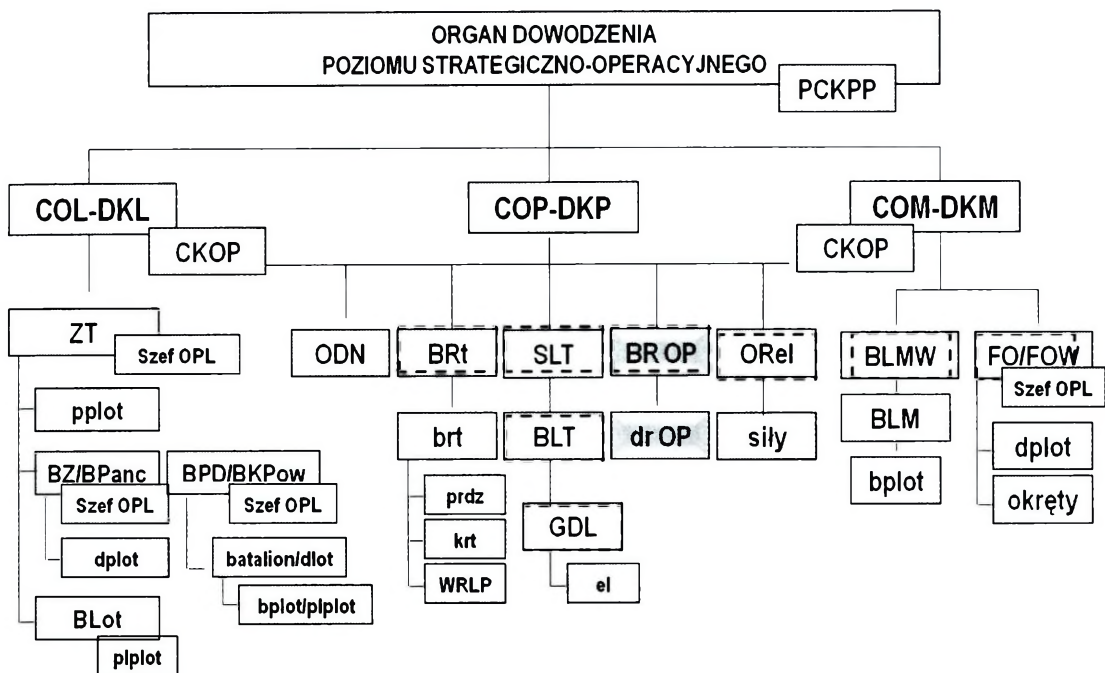 ORGAN DOWODZENIA
POZIOMU STRATEGICZNO-OPERACYJNEGO
PCKPP
COL-DKL
CKOP
COP-DKP
COM-DKM
CKOP
ZT
Szef OPL
ODN
BRt
SLT
BR OP
ORel
BLMW
FO/FOW
Szef OPL
pplot
brt
BLT
dr OP
siły
BLM
dplot
BZ/BPanc
Szef OPL
BPD/BKPow
Szef OPL
prdz
bplot
okręty
krt
GDL
dplot
batalion/dlot
WRLP
el
BLot
bplot/plplot
plplot